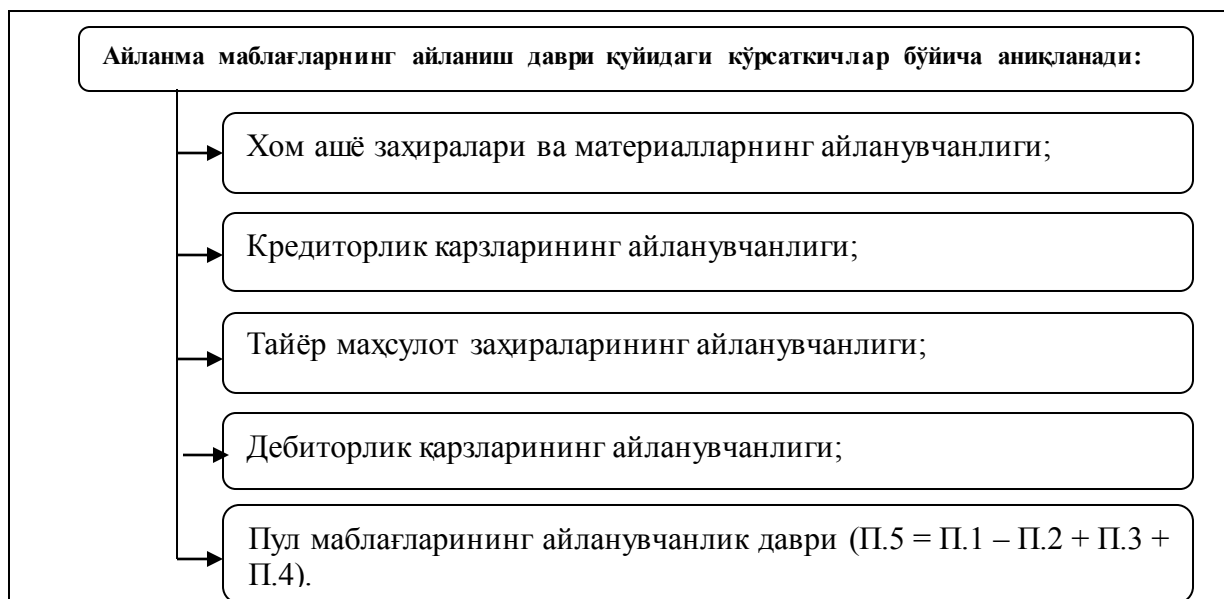 Айланма маблағларнинг айланиш даври қуйидаги кўрсаткичлар бўйича аниқланади:
Хом ашё заҳиралари ва материалларнинг айланувчанлиги;
Кредиторлик карзларининг айланувчанлиги;
Тайёр маҳсулот заҳираларининг айланувчанлиги;
Дебиторлик қарзларининг айланувчанлиги;
Пул маблағларининг айланувчанлик даври (П.5 = П.1 – П.2 + П.3 +
П.4).